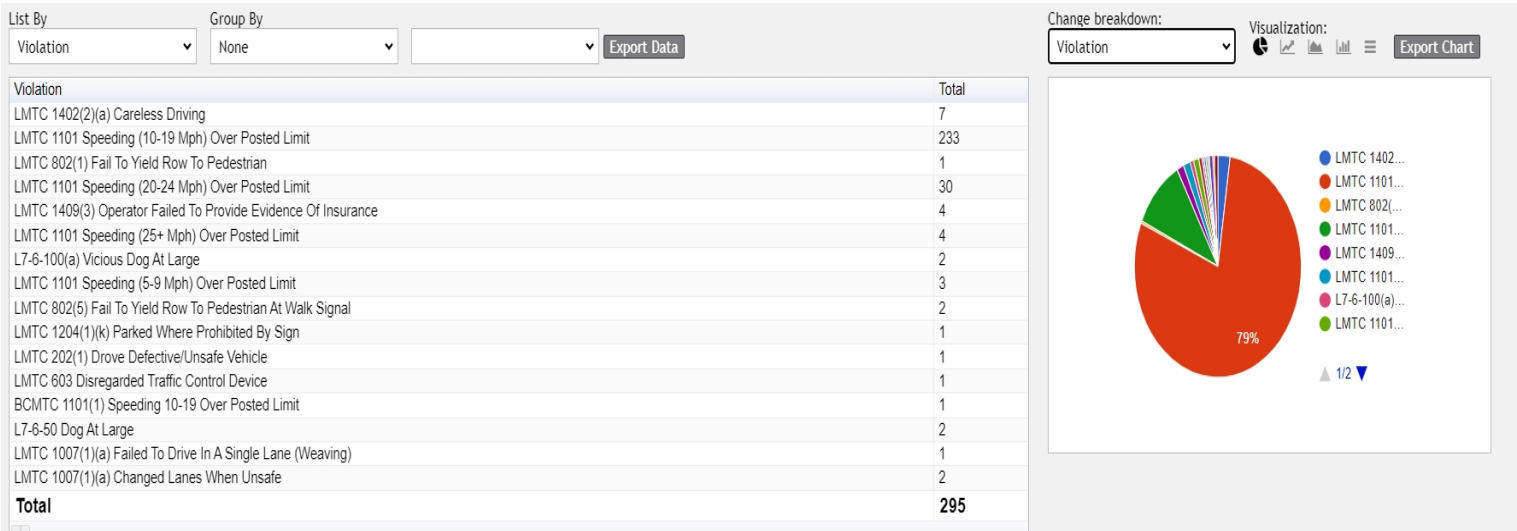 List By Group By Change breakdown: Visualization:
Violation None Export Data Violation Export Chart
Violation Total
LMTC 1402(2)(a) Careless Driving 7
LMTC 1101 Speeding (10-19 Mph) Over Posted Limit 233
LMTC 802(1) Fail To Yield Row To Pedestrian 1
LMTC 1101 Speeding (20-24 Mph) Over Posted Limit 30
LMTC 1409(3) Operator Failed To Provide Evidence Of Insurance 4
LMTC 1101 Speeding (25+ Mph) Over Posted Limit 4
L7-6-100(a) Vicious Dog At Large 2
LMTC 1101 Speeding (5-9 Mph) Over Posted Limit 3
LMTC 802(5) Fail To Yield Row To Pedestrian At Walk Signal 2
LMTC 1204(1)(k) Parked Where Prohibited By Sign 1
LMTC 202(1) Drove Defective/Unsafe Vehicle 1
LMTC 603 Disregarded Traffic Control Device 1
BCMTC 1101(1) Speeding 10-19 Over Posted Limit 1
L7-6-50 Dog At Large 2
LMTC 1007(1)(a) Failed To Drive In A Single Lane (Weaving) 1
LMTC 1007(1)(a) Changed Lanes When Unsafe 2
Total 295
LMTC 1402...
LMTC 1101...
LMTC 802(...
LMTC 1101...
LMTC 1409...
LMTC 1101...
L7-6-100(a)...
LMTC 1101...
79%
1/2